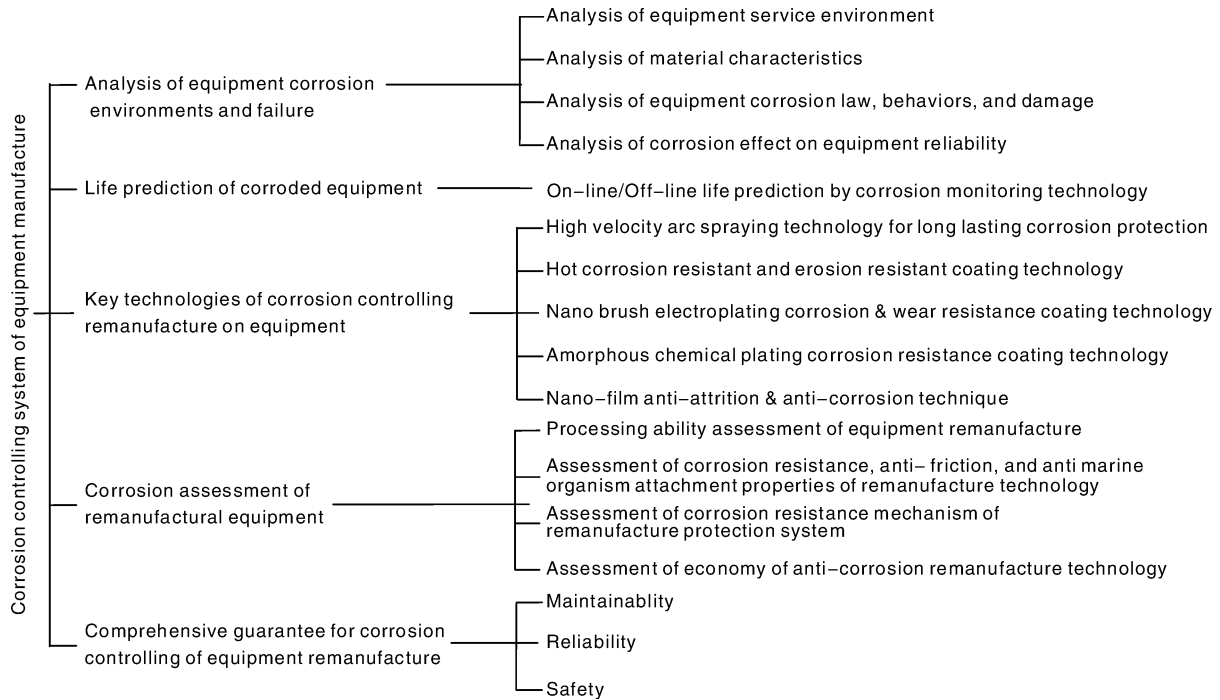 Corrosion controlling system of equipment manufacture
Analysis of equipment corrosion
environments and failure
Analysis of equipment service environment
Analysis of material characteristics
Analysis of equipment corrosion law, behaviors, and damage
Analysis of corrosion effect on equipment reliability
Life prediction of corroded equipment
On–line/Off–line life prediction by corrosion monitoring technology
Key technologies of corrosion controlling
remanufacture on equipment
High velocity arc spraying technology for long lasting corrosion protection
Hot corrosion resistant and erosion resistant coating technology
Nano brush electroplating corrosion & wear resistance coating technology
Amorphous chemical plating corrosion resistance coating technology
Nano–film anti–attrition & anti–corrosion technique
Corrosion assessment of
remanufactural equipment
Processing ability assessment of equipment remanufacture
Assessment of corrosion resistance, anti– friction, and anti marine
organism attachment properties of remanufacture technology
Assessment of corrosion resistance mechanism of
remanufacture protection system
Assessment of economy of anti–corrosion remanufacture technology
Comprehensive guarantee for corrosion
controlling of equipment remanufacture
Maintainablity
Reliability
Safety